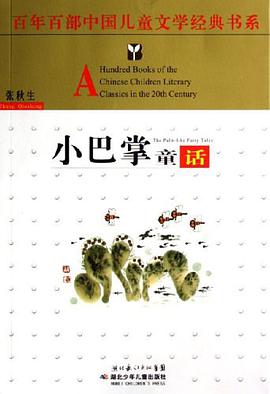 百年百部中国儿童文学经典书系
A Hundred Books of the
Chinese Children Literary
Classics in the 20th Century
张秋生
Zhang Qiusheng
The Palm-like Fairy Tales
小巴掌童话
湖北少年儿童出版社
HUBEI CHILDREN'S PRESS